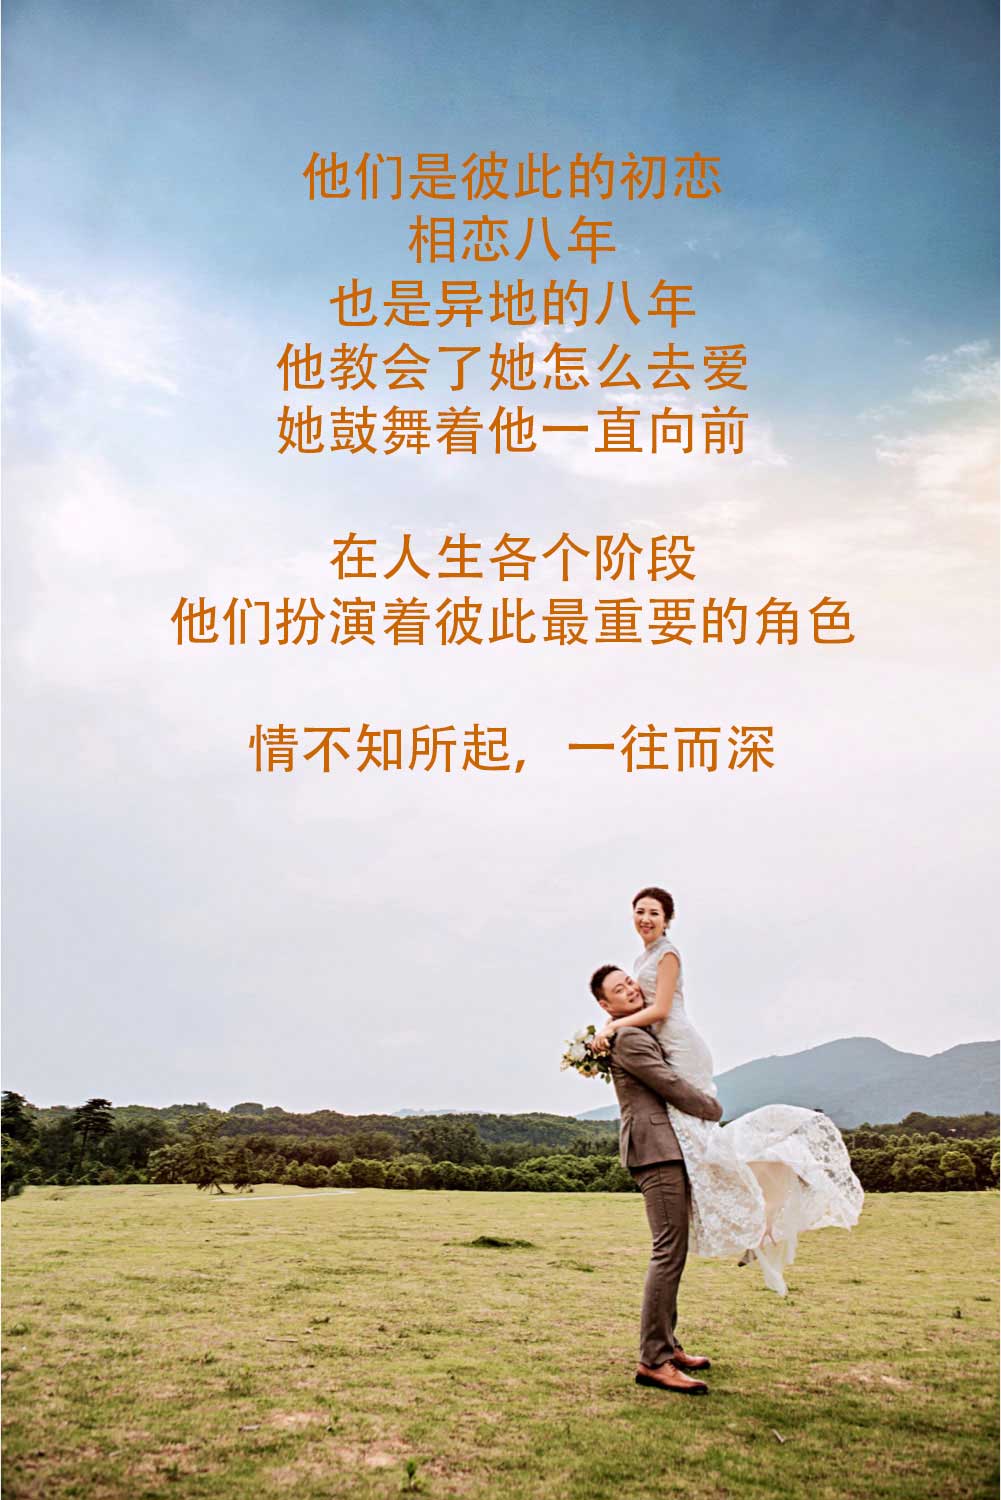 他们是彼此的初恋
相恋八年
也是异地的八年
他教会了她怎么去爱
她鼓舞着他一直向前
在人生各个阶段
他们扮演着彼此最重要的角色
情不知所起,一往而深